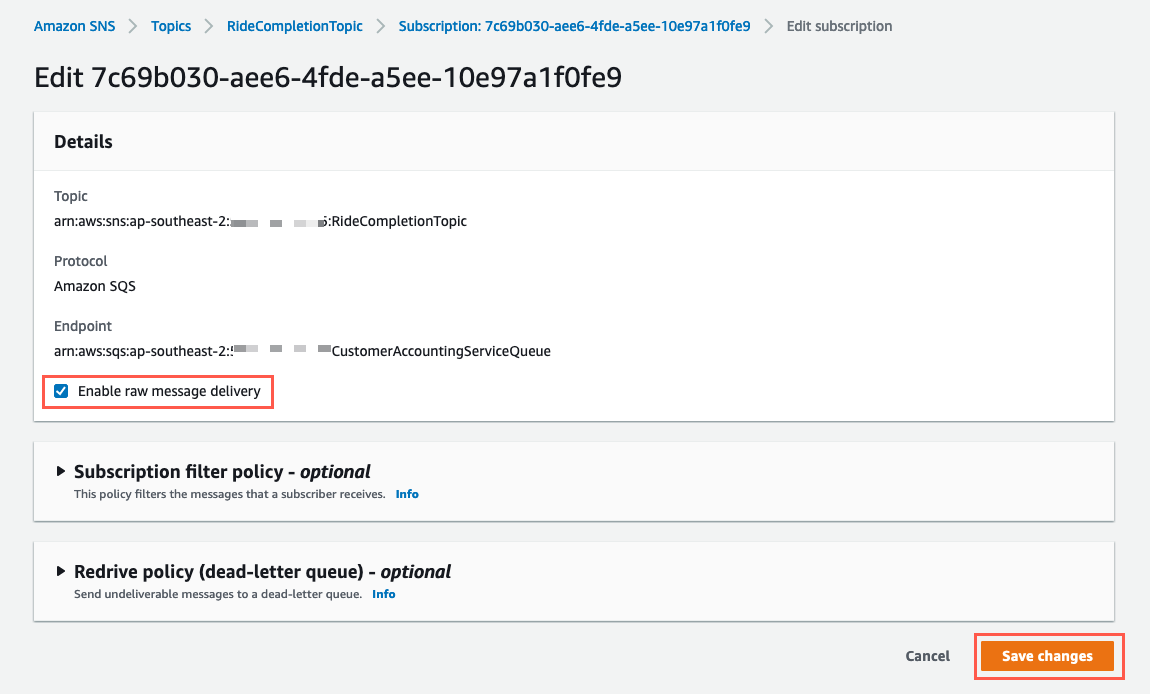 Amazon SNS > Topics > RideCompletionTopic > Subscription: 7c69b030-aee6-4fde-a5ee-10e97a1f0fe9 > Edit subscription
Edit 7c69b030-aee6-4fde-a5ee-10e97a1f0fe9
Details
Topic
arn:aws:sns:ap-southeast-2: :RideCompletionTopic
Protocol
Amazon SQS
Endpoint
arn:aws:sqs:ap-southeast-2: CustomerAccountingServiceQueue
Enable raw message delivery
Subscription filter policy - optional
This policy filters the messages that a subscriber receives. Info
Redrive policy (dead-letter queue) - optional
Send undeliverable messages to a dead-letter queue. Info
Cancel Save changes